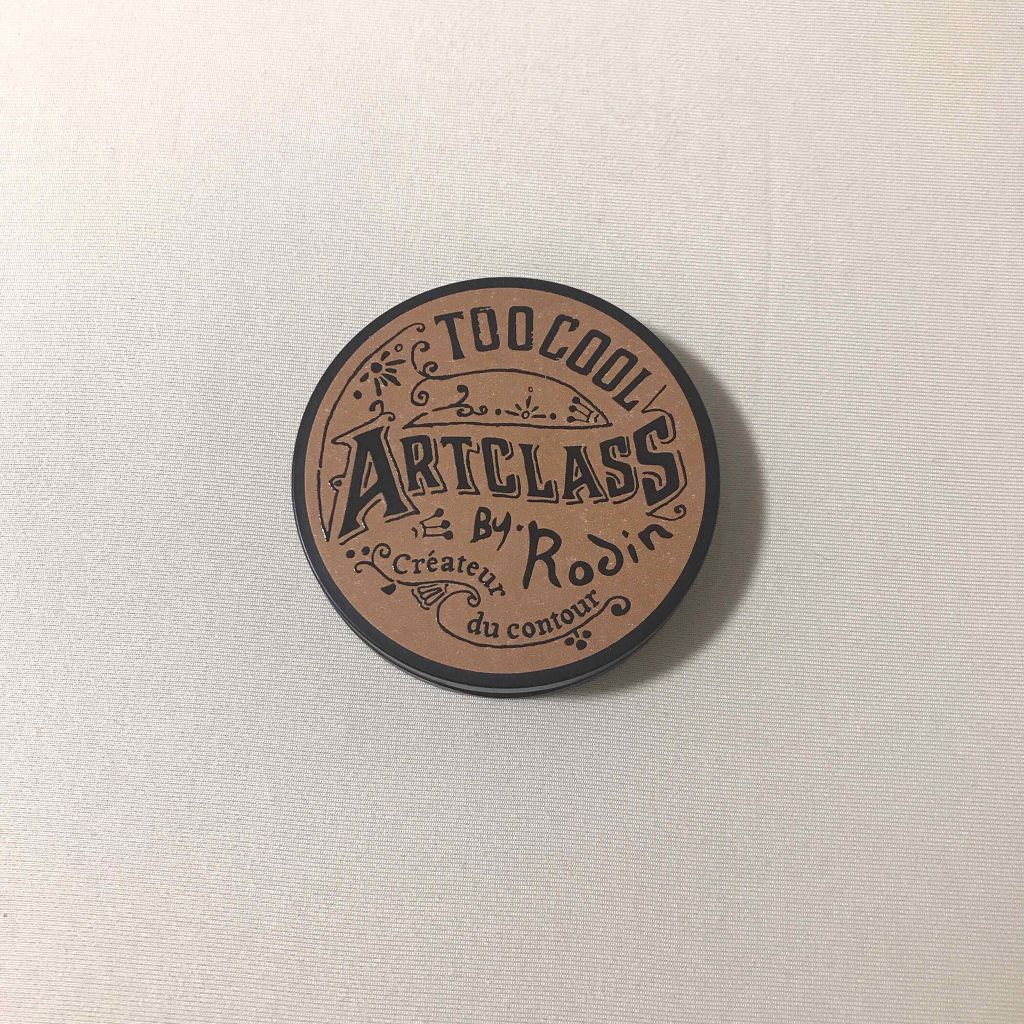 TOO COOL
ARTCLASS
By. Rodin
Créateur
du contour